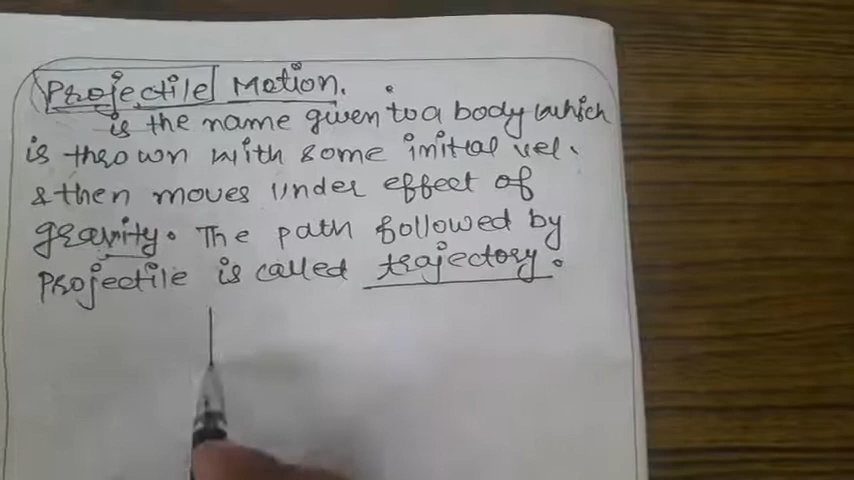 Projectile Motion.
is the name given to a body which
is thrown with some initial vel.
& then moves under effect of
gravity. The path followed by
projectile is called trajectory.